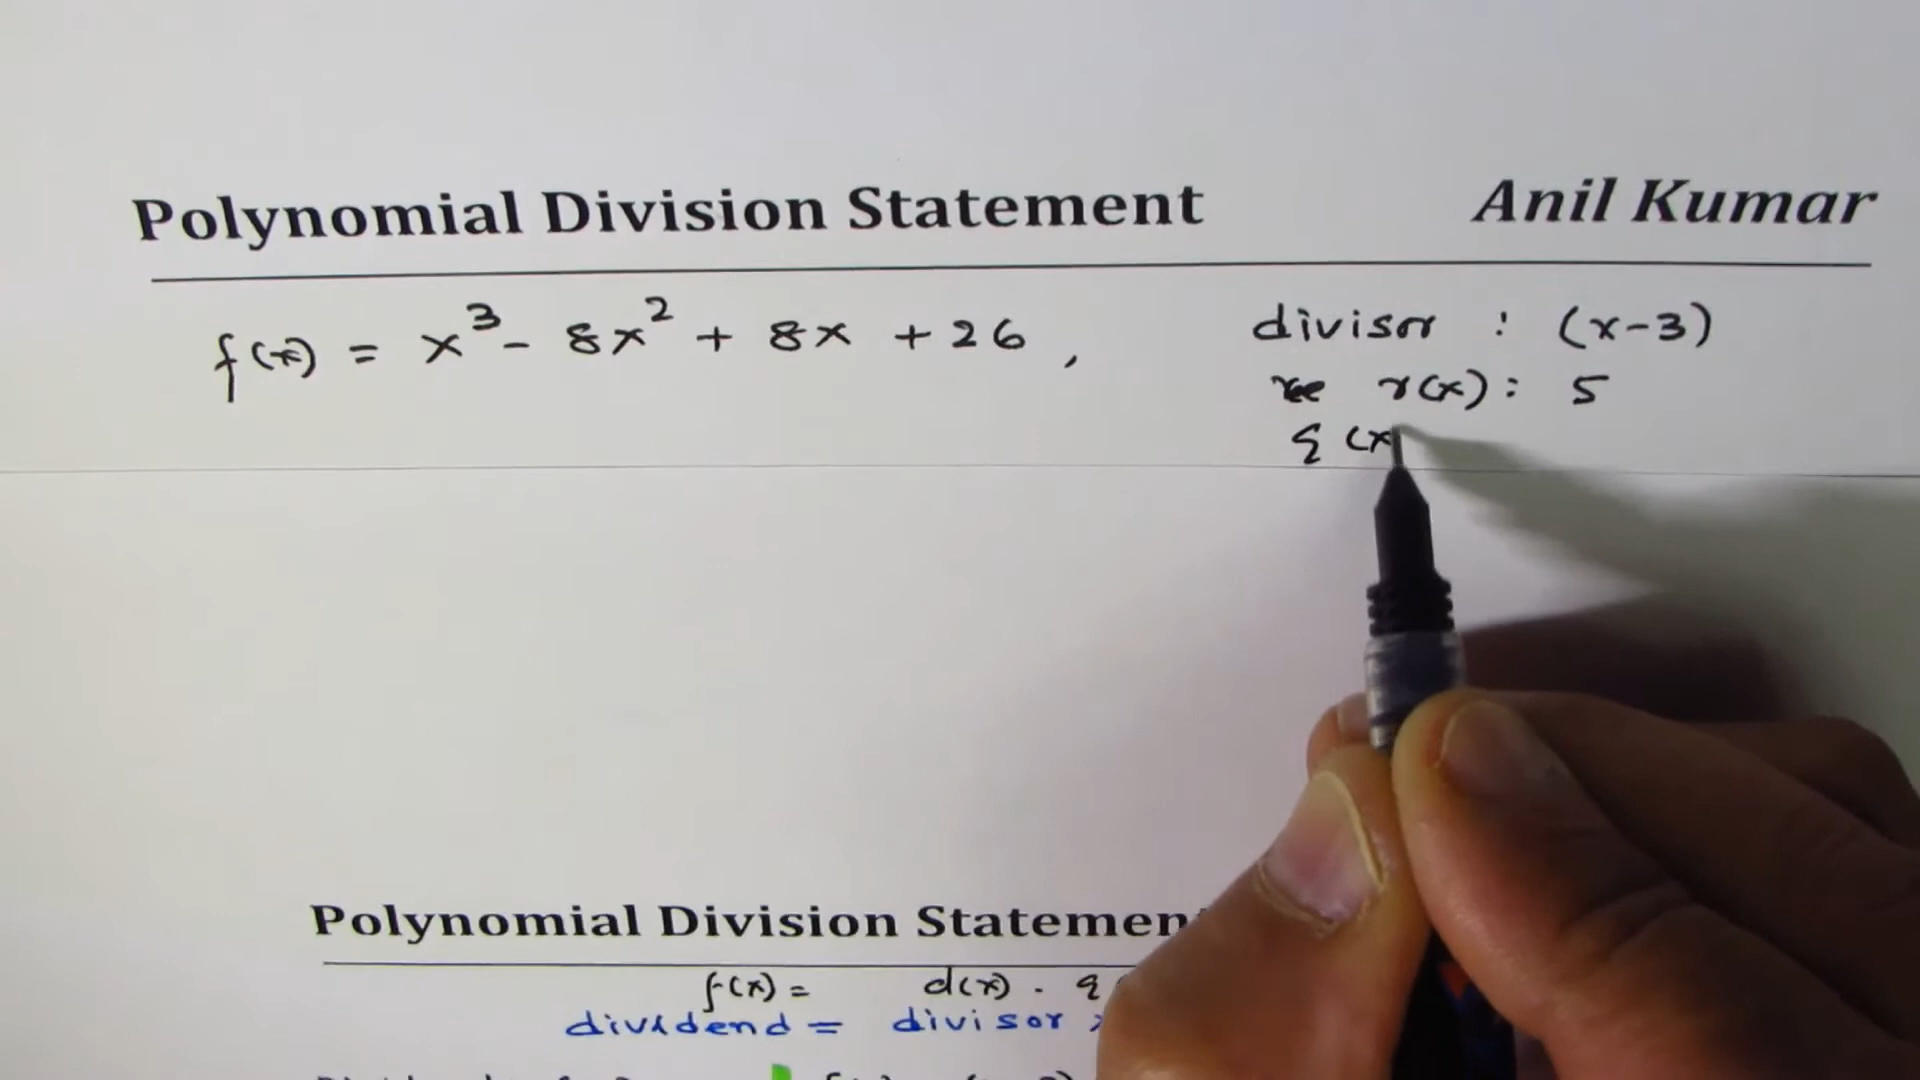 Polynomial Division Statement Anil Kumar
f(x) = x³ - 8x² + 8x + 26 , divisor : (x-3)
r(x) : 5
q (x
Polynomial Division Statemen
f(x) = d(x) . q
dividend = divisor